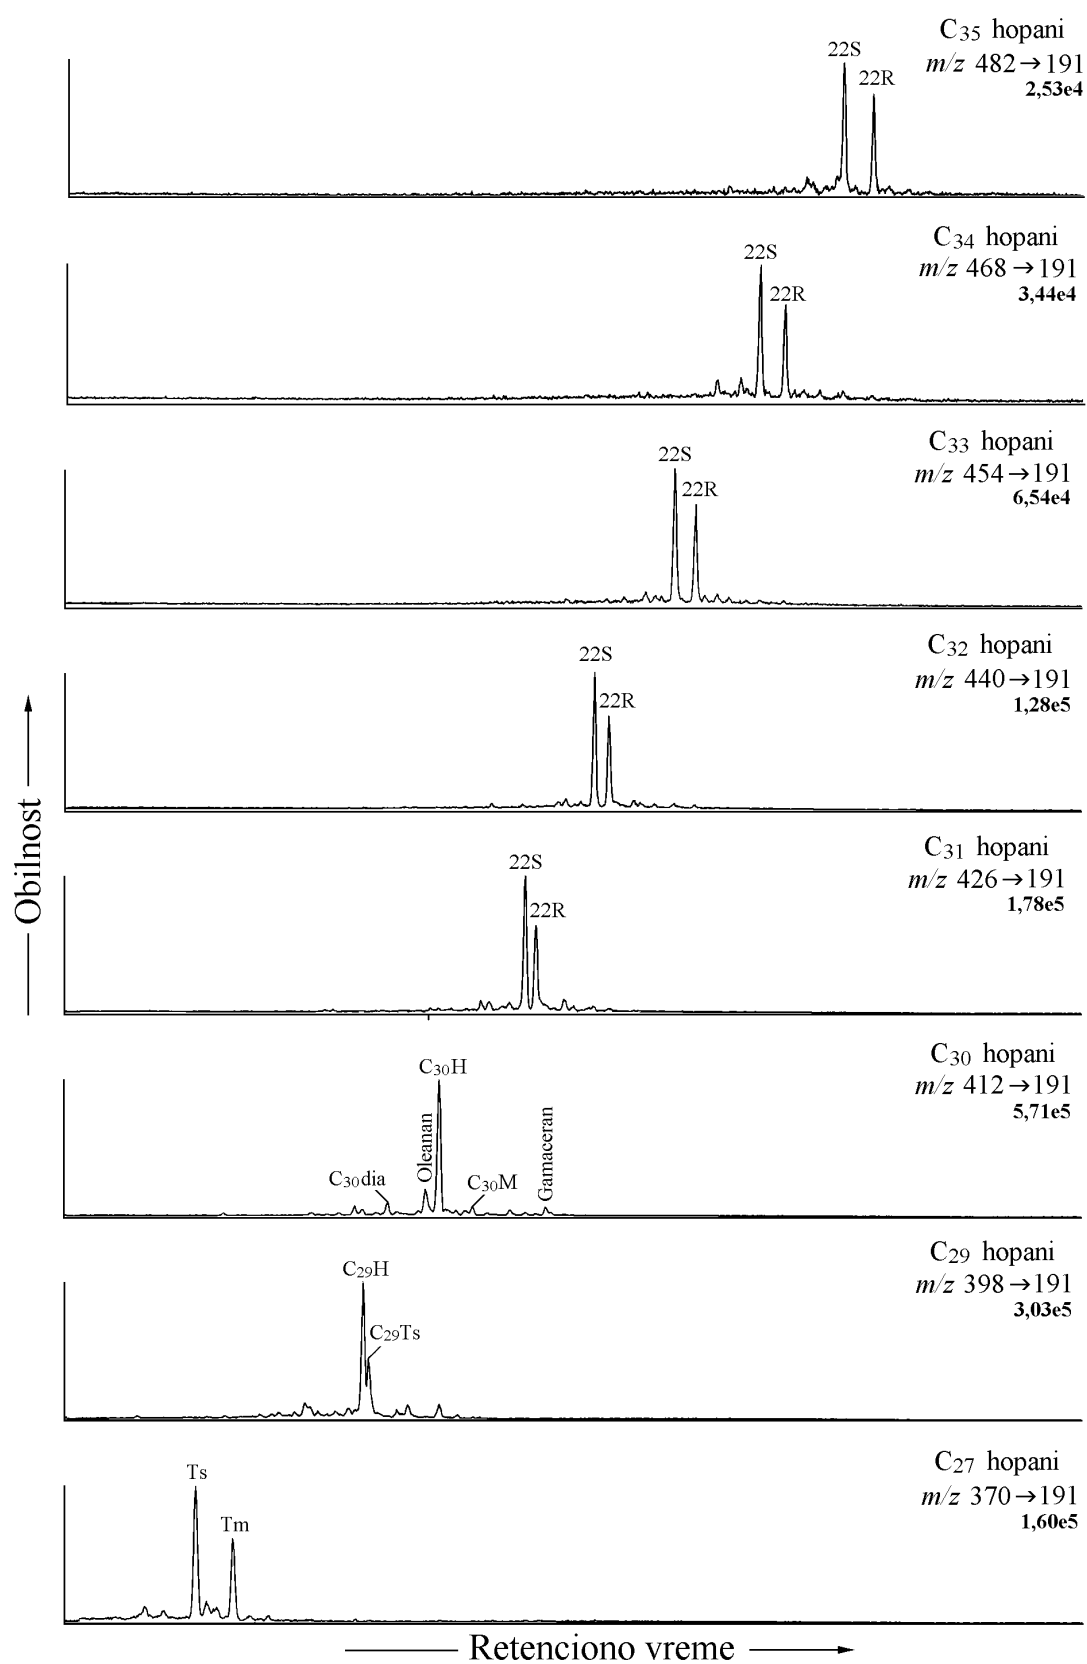 C35 hopani
m/z 482→191
2,53e4
22S
22R
C34 hopani
m/z 468→191
3,44e4
22S
22R
C33 hopani
m/z 454→191
6,54e4
22S
22R
C32 hopani
m/z 440→191
1,28e5
22S
22R
C31 hopani
m/z 426→191
1,78e5
22S
22R
C30 hopani
m/z 412→191
5,71e5
C30H
Oleanan
C30dia
C30M
Gamaceran
C29 hopani
m/z 398→191
3,03e5
C29H
C29Ts
C27 hopani
m/z 370→191
1,60e5
Ts
Tm
Obilnost
Retenciono vreme